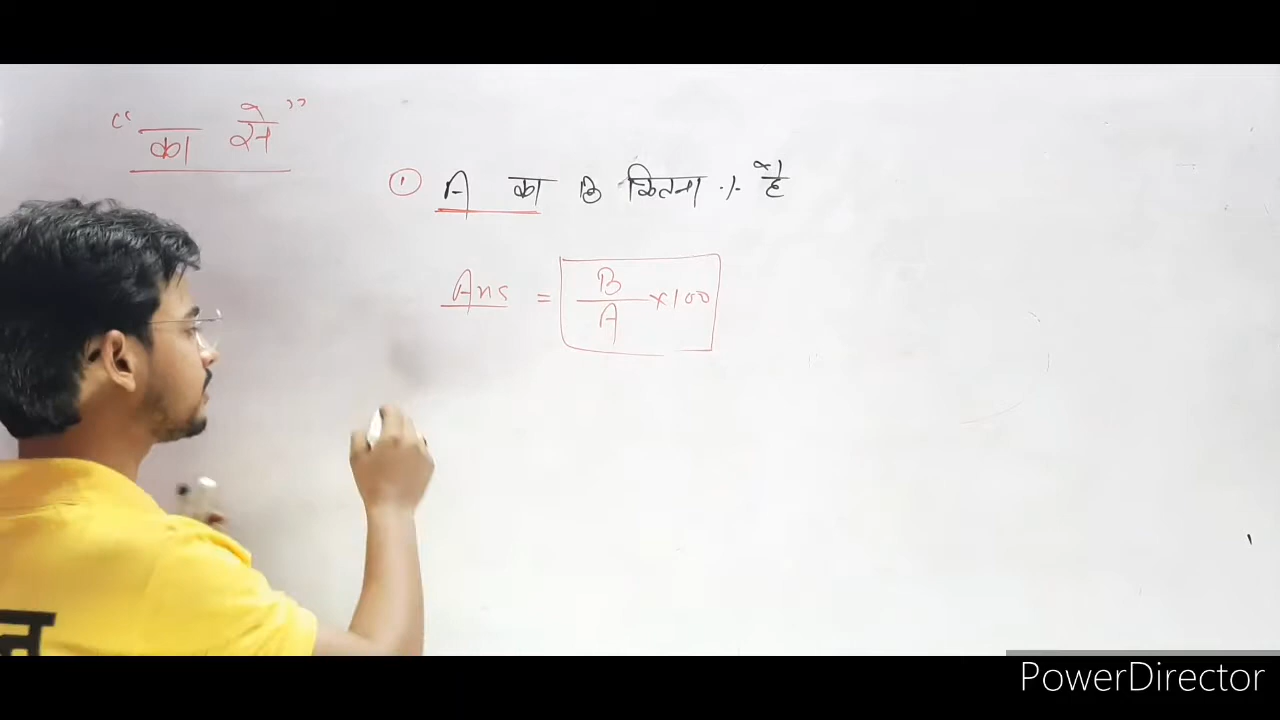 “ का से ”
① A का B कितना % है
Ans = B/A ×100
PowerDirector